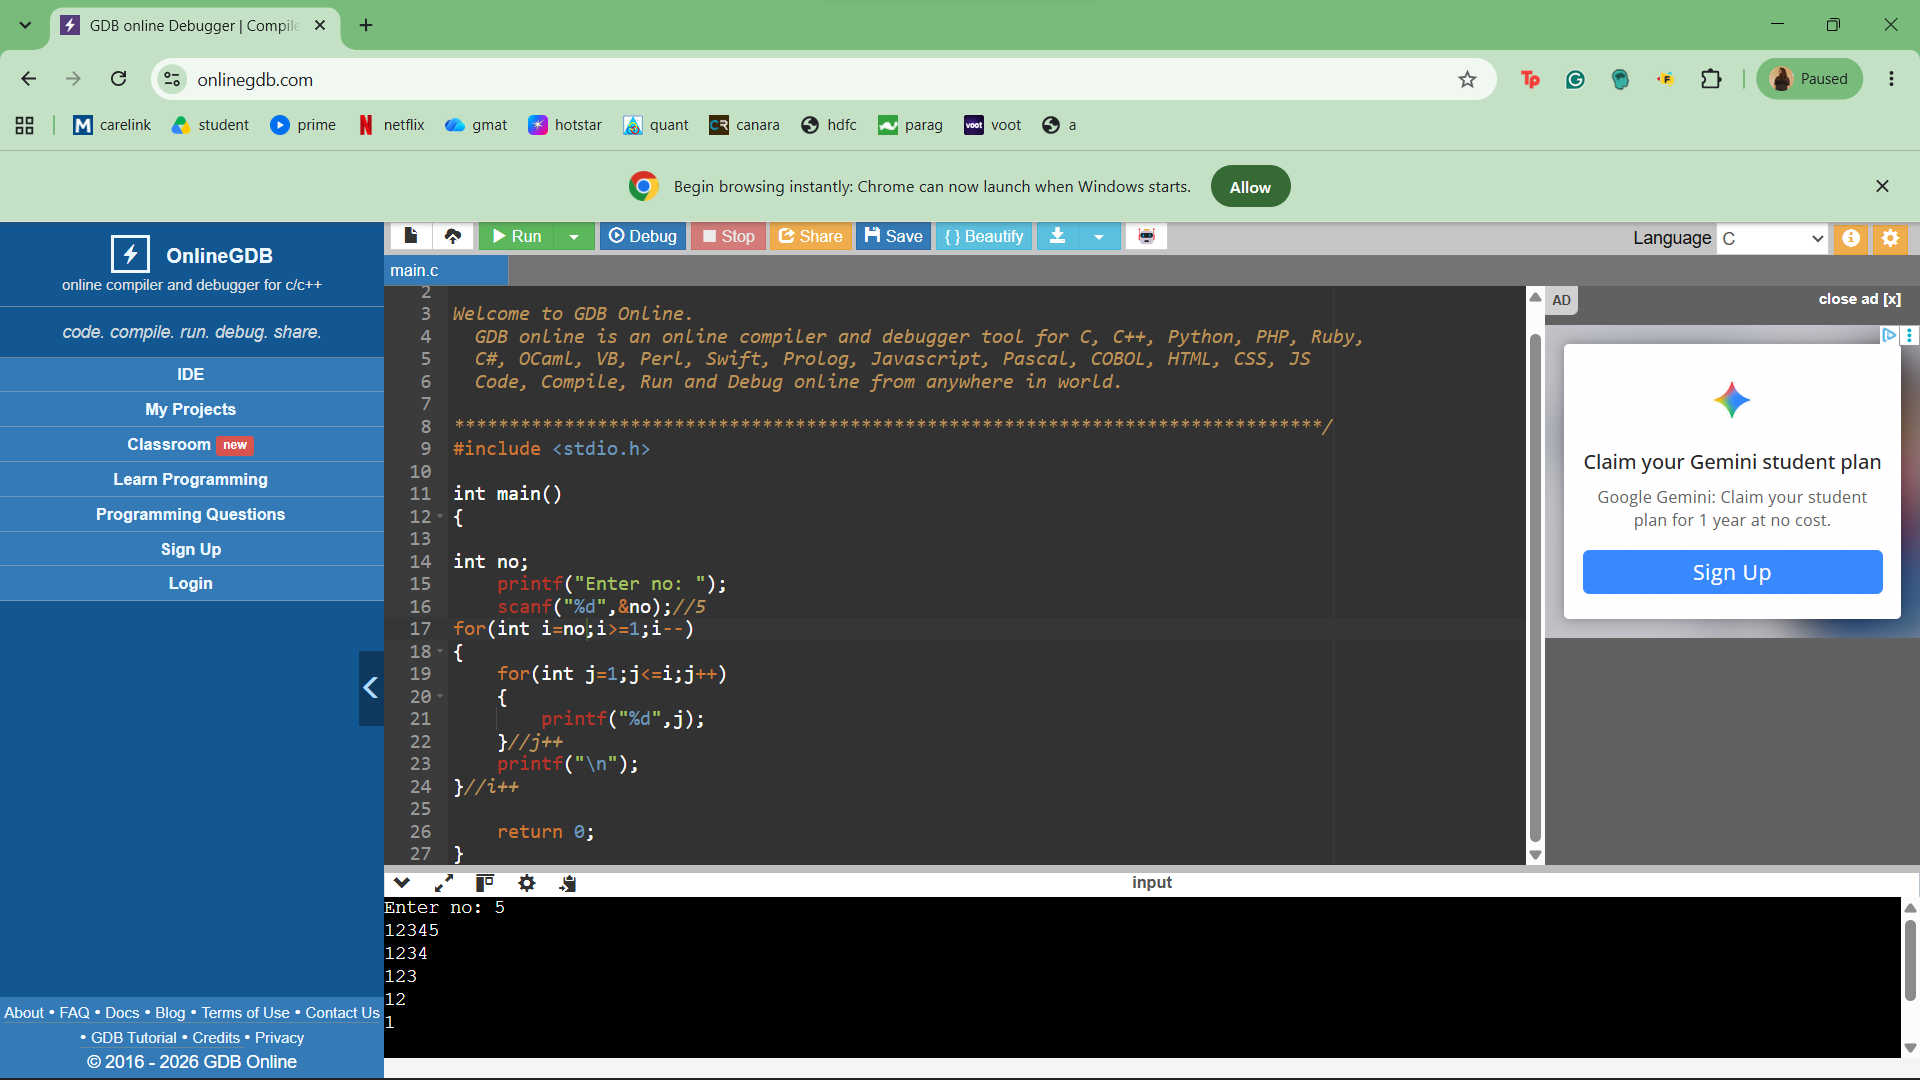 GDB online Debugger | Compile
onlinegdb.com
Tp
Paused
carelink
student
prime
netflix
gmat
hotstar
quant
canara
hdfc
parag
voot
a
Begin browsing instantly: Chrome can now launch when Windows starts.
Allow
OnlineGDB
online compiler and debugger for c/c++
code. compile. run. debug. share.
IDE
My Projects
Classroom new
Learn Programming
Programming Questions
Sign Up
Login
About • FAQ • Docs • Blog • Terms of Use • Contact Us
• GDB Tutorial • Credits • Privacy
© 2016 - 2026 GDB Online
Run
Debug
Stop
Share
Save
{ } Beautify
Language C
main.c
2
3 Welcome to GDB Online.
4   GDB online is an online compiler and debugger tool for C, C++, Python, PHP, Ruby,
5   C#, OCaml, VB, Perl, Swift, Prolog, Javascript, Pascal, COBOL, HTML, CSS, JS
6   Code, Compile, Run and Debug online from anywhere in world.
7
8 *******************************************************************************/
9 #include <stdio.h>
10
11 int main()
12 {
13
14 int no;
15     printf("Enter no: ");
16     scanf("%d",&no);//5
17 for(int i=no;i>=1;i--)
18 {
19     for(int j=1;j<=i;j++)
20     {
21         printf("%d",j);
22     }//j++
23     printf("\n");
24 }//i++
25
26     return 0;
27 }
AD
close ad [x]
Claim your Gemini student plan
Google Gemini: Claim your student
plan for 1 year at no cost.
Sign Up
input
Enter no: 5
12345
1234
123
12
1